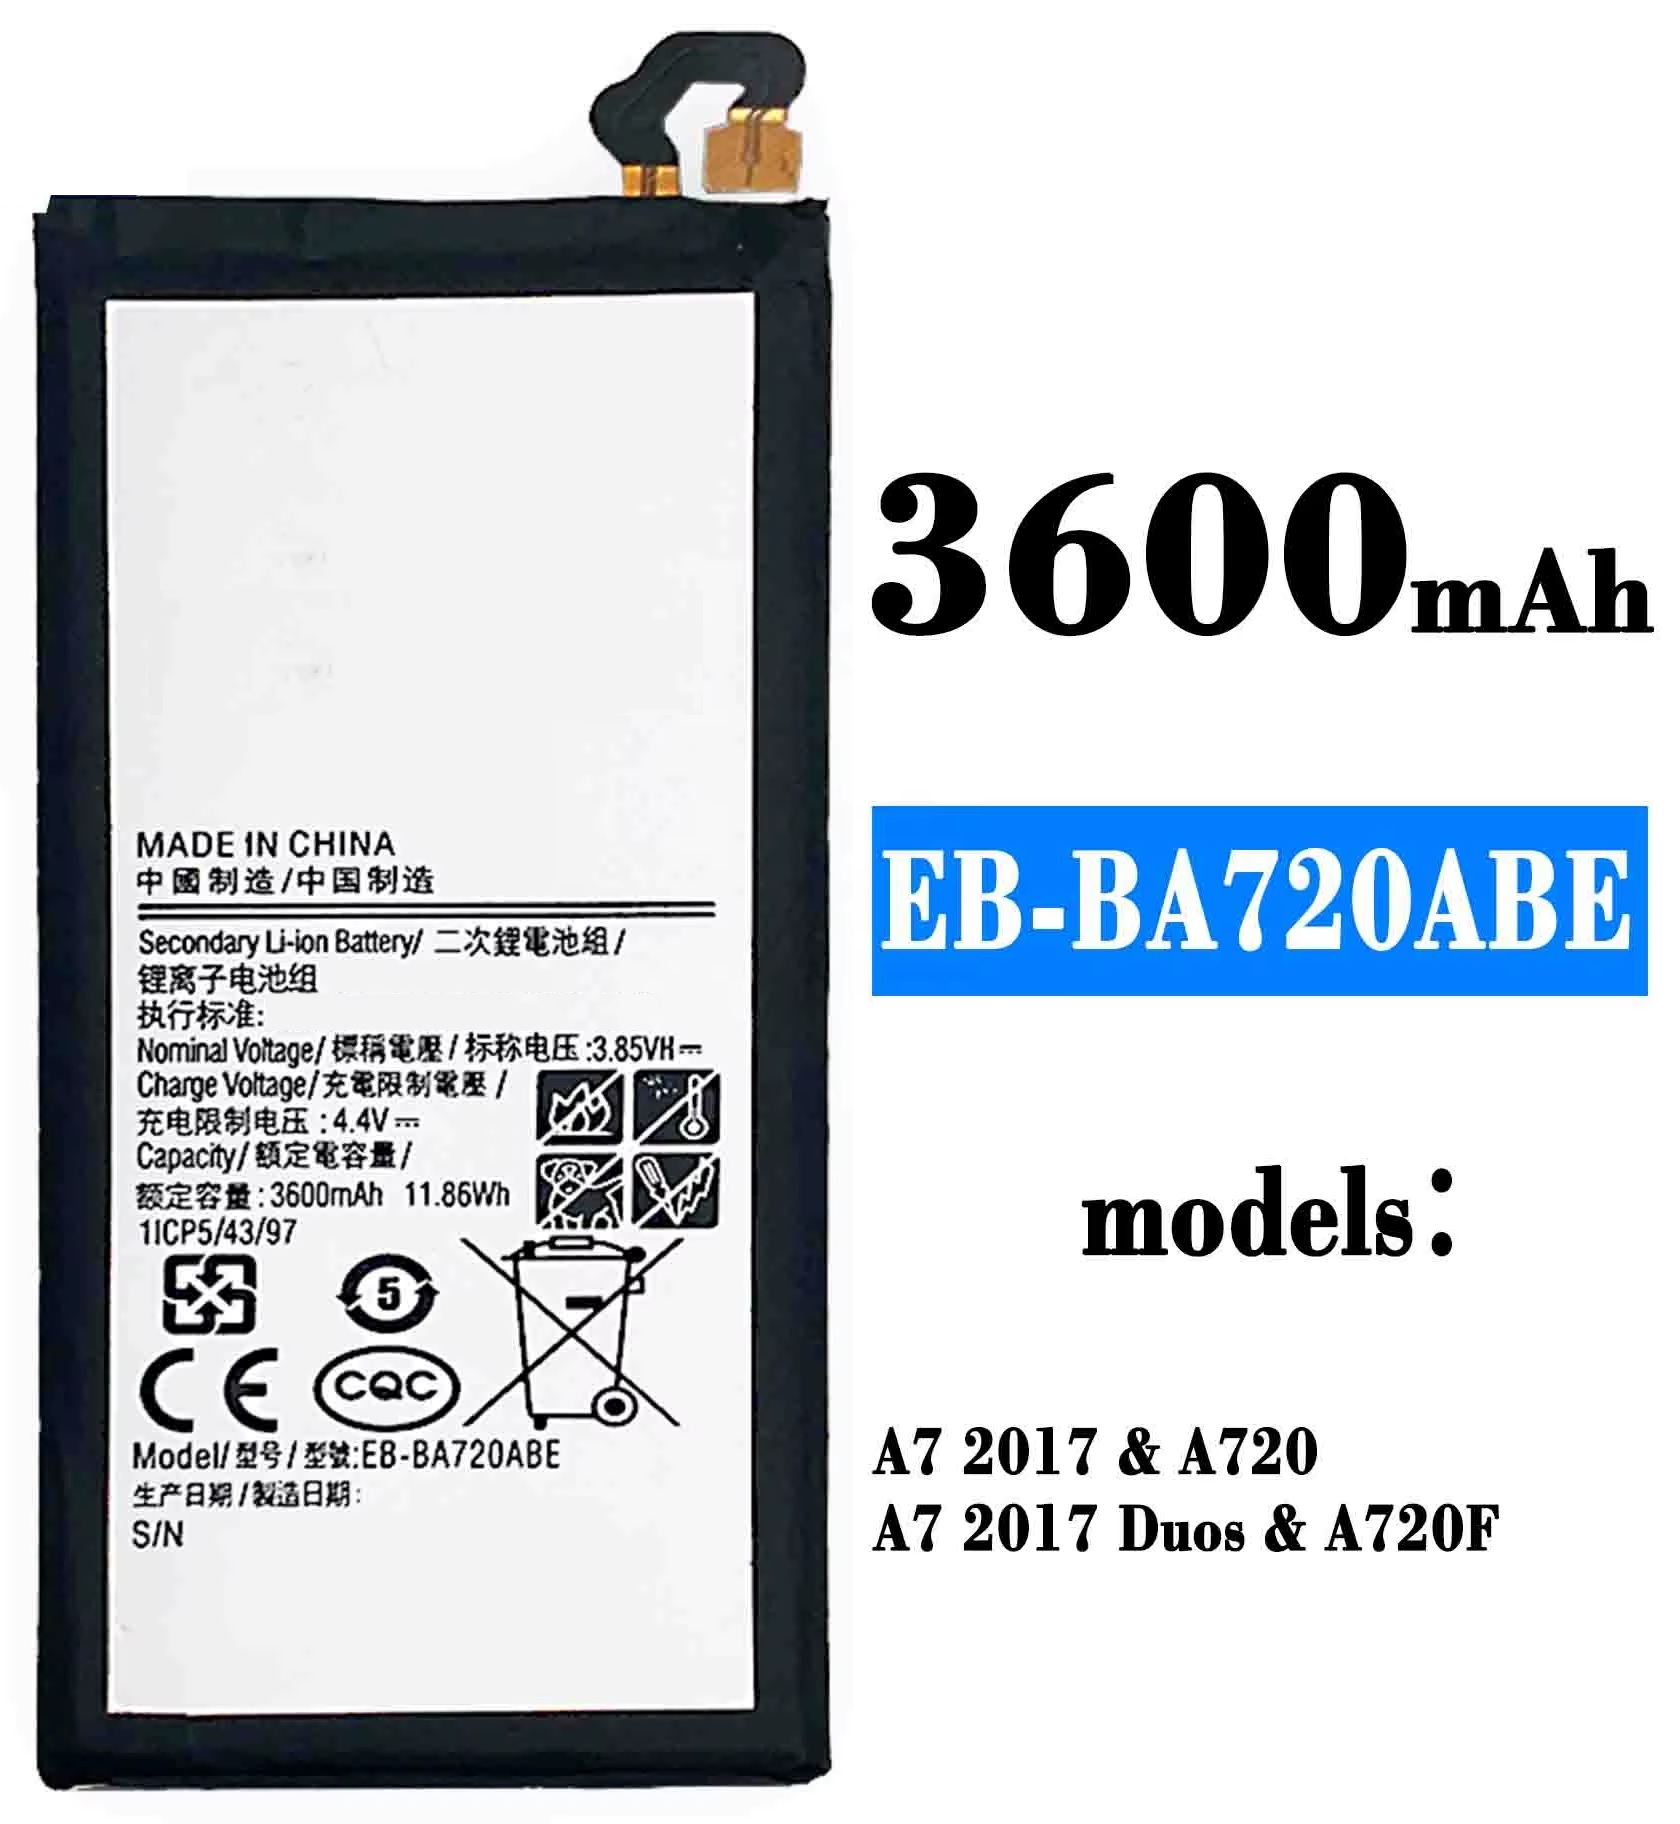 MADE IN CHINA
中國制造/中国制造
Secondary Li-ion Battery/ 二次鋰電池組/
锂离子电池组
执行标准:
Nominal Voltage/標稱電壓/标称电压:3.85VH⎓
Charge Voltage/充電限制電壓/
充电限制电压:4.4V⎓
Capacity/額定電容量/
额定容量:3600mAh 11.86Wh
1ICP5/43/97
5
CE
CQC
Model/型号/型號:EB-BA720ABE
生产日期/製造日期:
S/N
3600mAh
EB-BA720ABE
models:
A7 2017 & A720
A7 2017 Duos & A720F